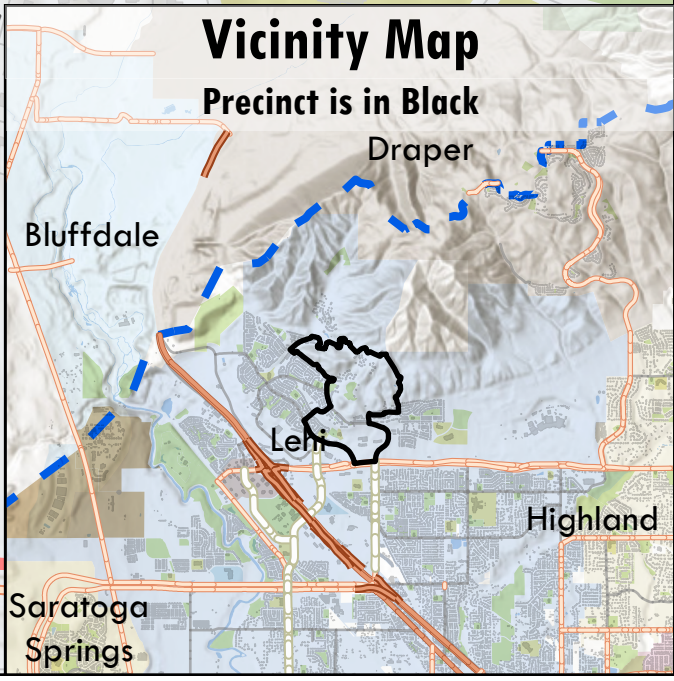 Vicinity Map
Precinct is in Black
Draper
Bluffdale
Lehi
Highland
Saratoga
Springs